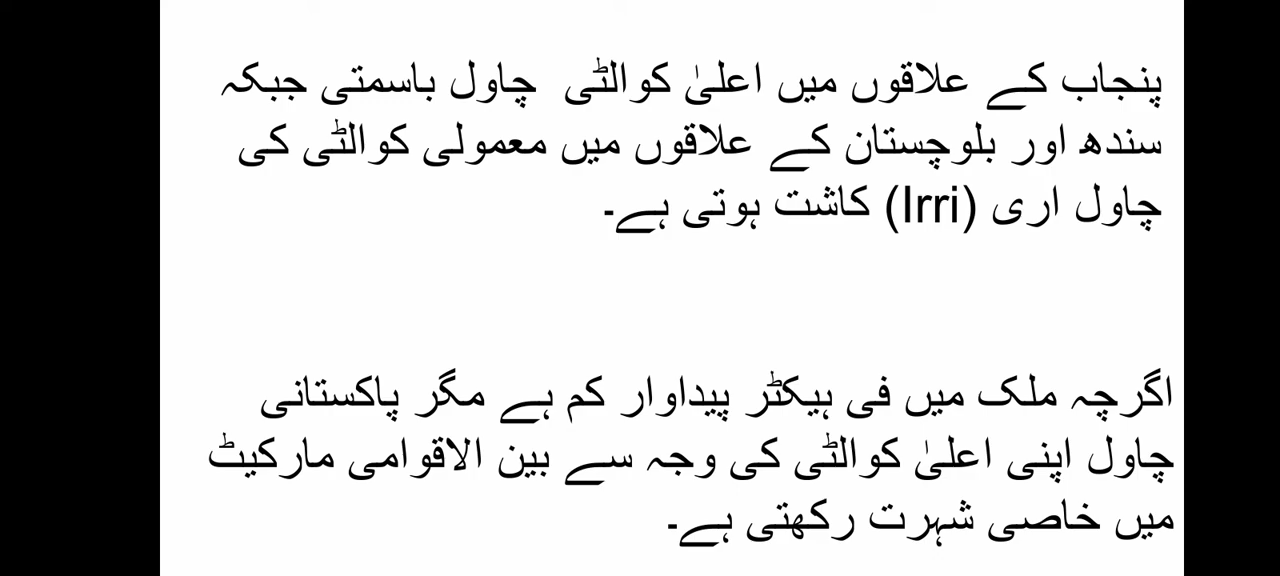 پنجاب کے علاقوں میں اعلیٰ کوالٹی چاول باسمتی جبکہ
سندھ اور بلوچستان کے علاقوں میں معمولی کوالٹی کی
چاول اری (Irri) کاشت ہوتی ہے۔
اگرچہ ملک میں فی ہیکٹر پیداوار کم ہے مگر پاکستانی
چاول اپنی اعلیٰ کوالٹی کی وجہ سے بین الاقوامی مارکیٹ
میں خاصی شہرت رکھتی ہے۔